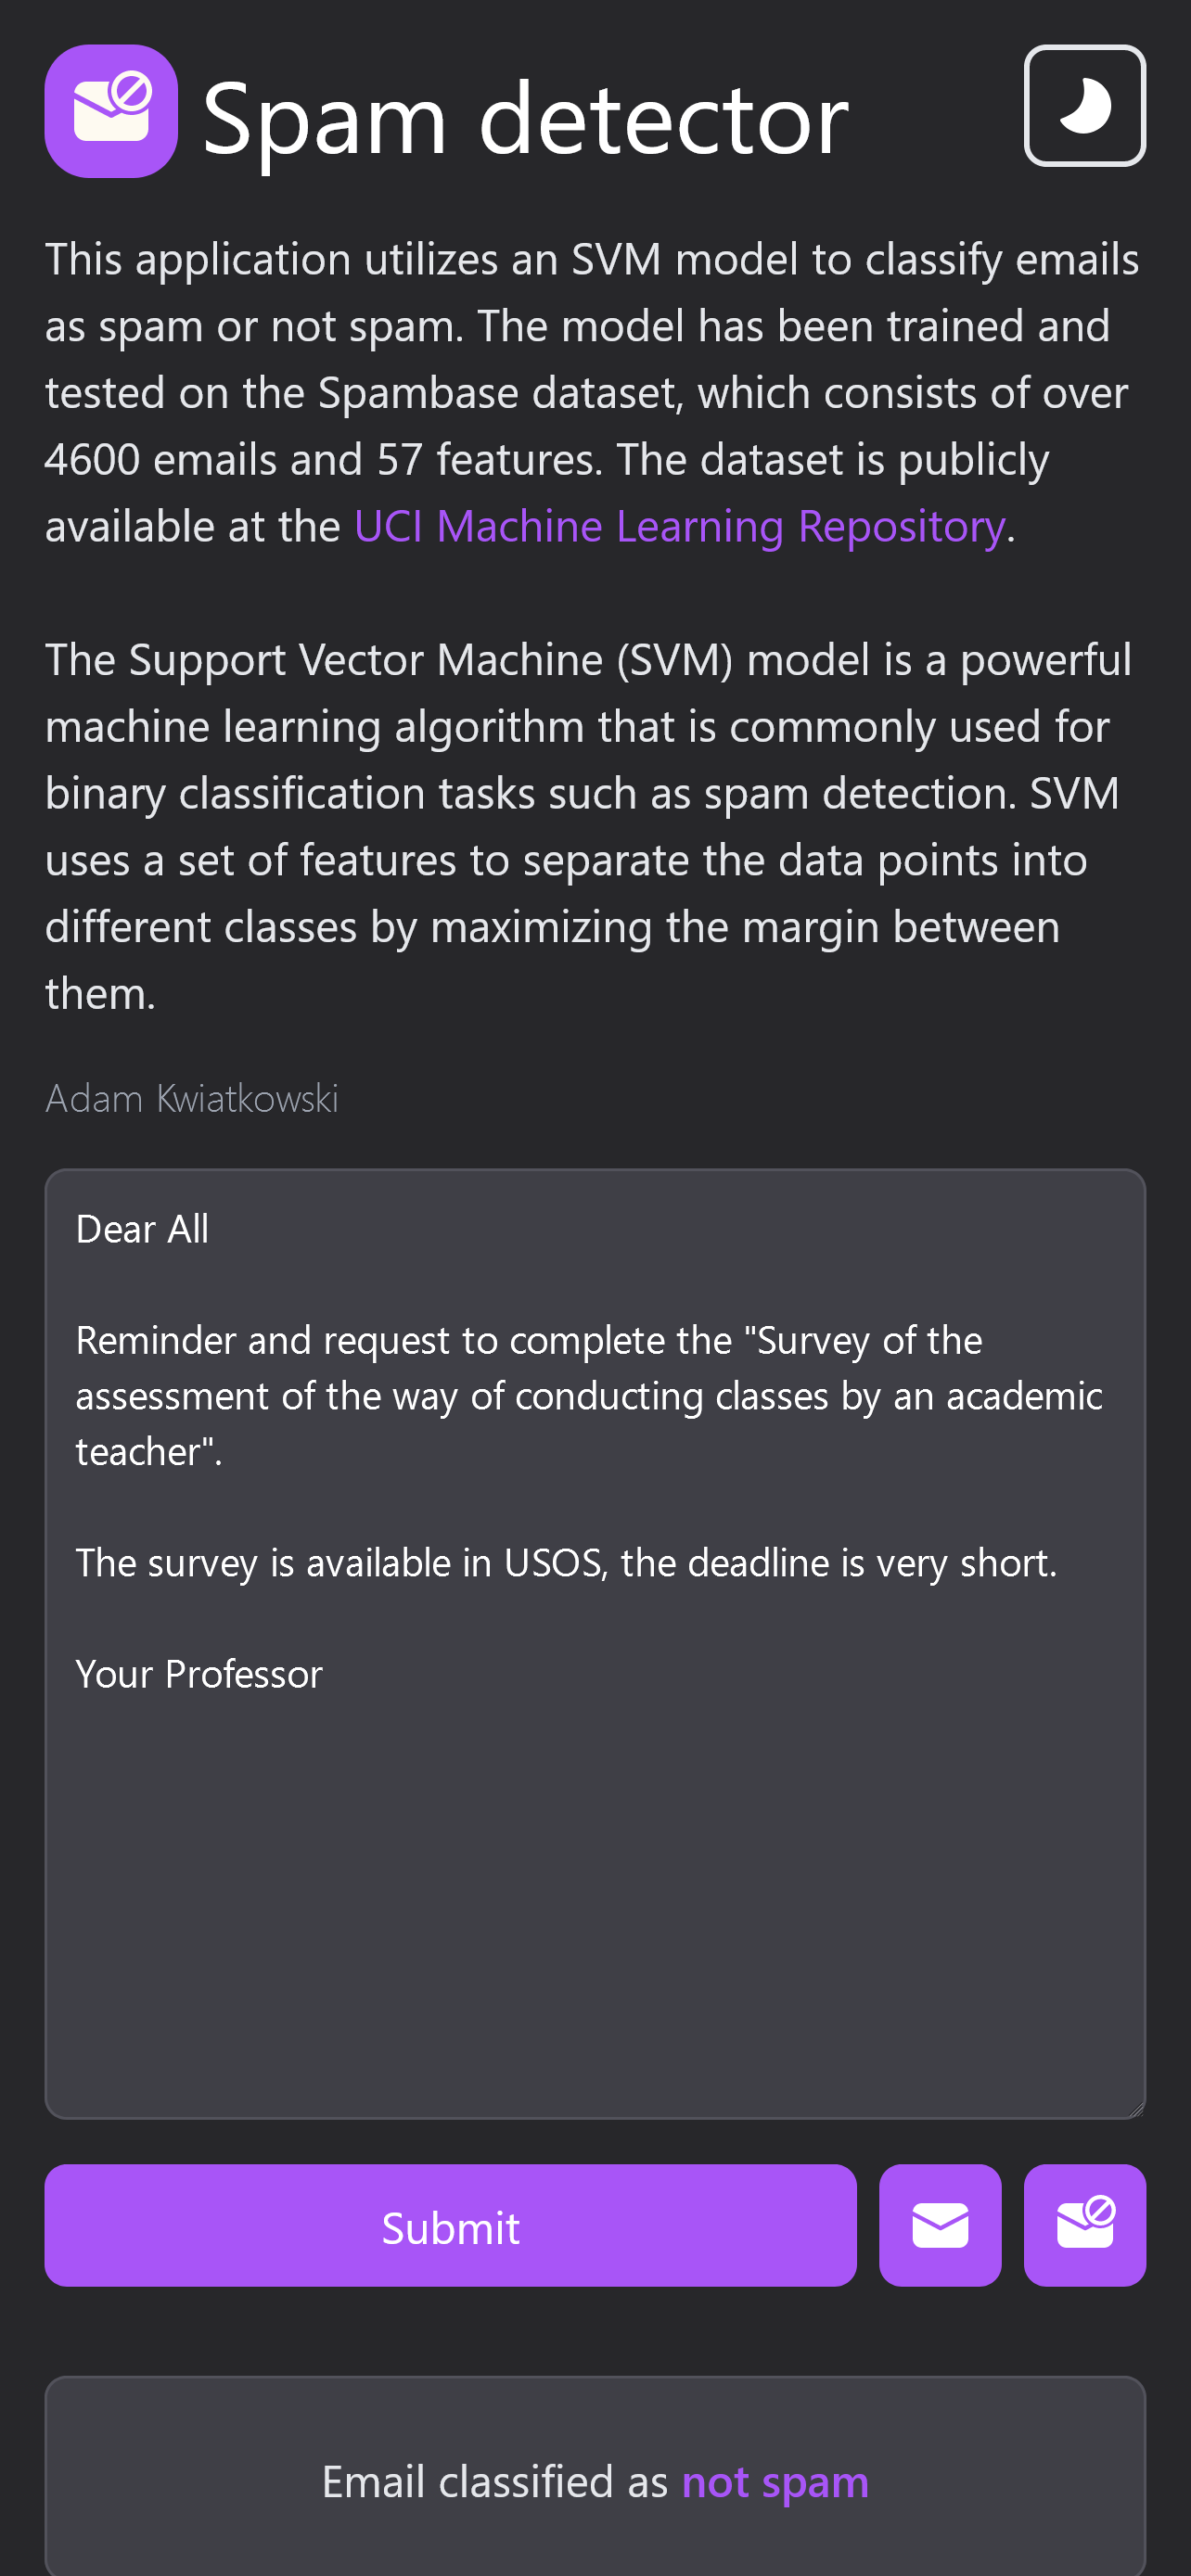 Spam detector
This application utilizes an SVM model to classify emails
as spam or not spam. The model has been trained and
tested on the Spambase dataset, which consists of over
4600 emails and 57 features. The dataset is publicly
available at the UCI Machine Learning Repository.
The Support Vector Machine (SVM) model is a powerful
machine learning algorithm that is commonly used for
binary classification tasks such as spam detection. SVM
uses a set of features to separate the data points into
different classes by maximizing the margin between
them.
Adam Kwiatkowski
Dear All
Reminder and request to complete the "Survey of the
assessment of the way of conducting classes by an academic
teacher".
The survey is available in USOS, the deadline is very short.
Your Professor
Submit
Email classified as not spam